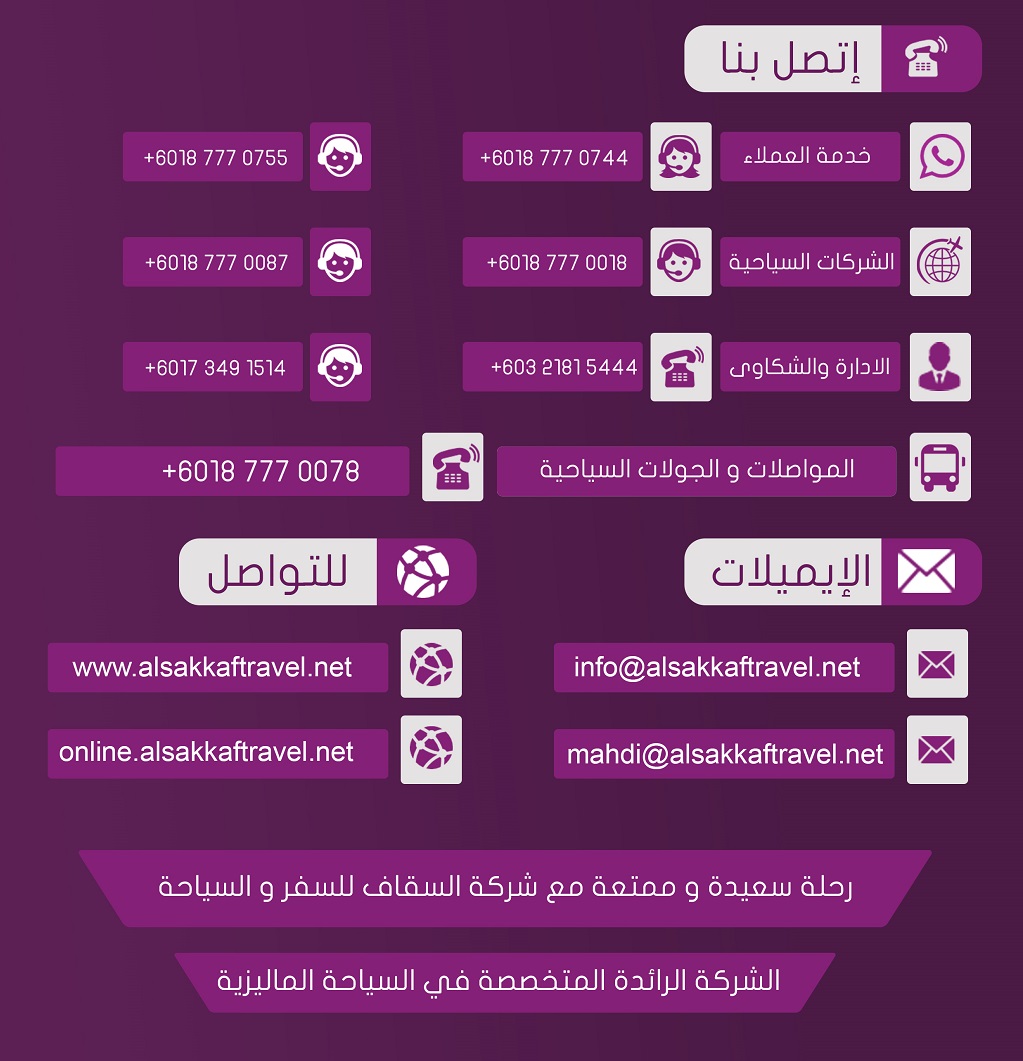 إتصل بنا
خدمة العملاء +6018 777 0744 +6018 777 0755
الشركات السياحية +6018 777 0018 +6018 777 0087
الادارة والشكاوى +603 2181 5444 +6017 349 1514
المواصلات و الجولات السياحية +6018 777 0078
الإيميلات
info@alsakkaftravel.net
mahdi@alsakkaftravel.net
للتواصل
www.alsakkaftravel.net
online.alsakkaftravel.net
رحلة سعيدة و ممتعة مع شركة السقاف للسفر و السياحة
الشركة الرائدة المتخصصة في السياحة الماليزية